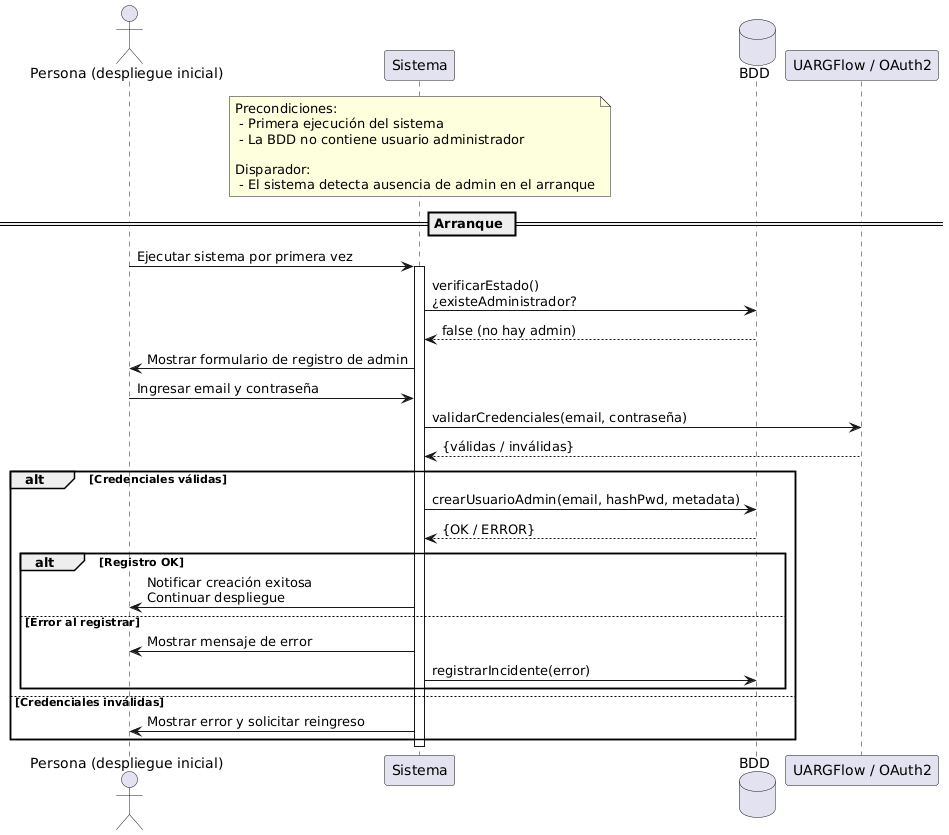 Persona (despliegue inicial)
Sistema
BDD
UARGFlow / OAuth2
Precondiciones:
- Primera ejecución del sistema
- La BDD no contiene usuario administrador
Disparador:
- El sistema detecta ausencia de admin en el arranque
Arranque
Ejecutar sistema por primera vez
verificarEstado()
¿existeAdministrador?
false (no hay admin)
Mostrar formulario de registro de admin
Ingresar email y contraseña
validarCredenciales(email, contraseña)
{válidas / inválidas}
alt [Credenciales válidas]
crearUsuarioAdmin(email, hashPwd, metadata)
{OK / ERROR}
alt [Registro OK]
Notificar creación exitosa
Continuar despliegue
[Error al registrar]
Mostrar mensaje de error
registrarIncidente(error)
[Credenciales inválidas]
Mostrar error y solicitar reingreso
Persona (despliegue inicial)
Sistema
BDD
UARGFlow / OAuth2